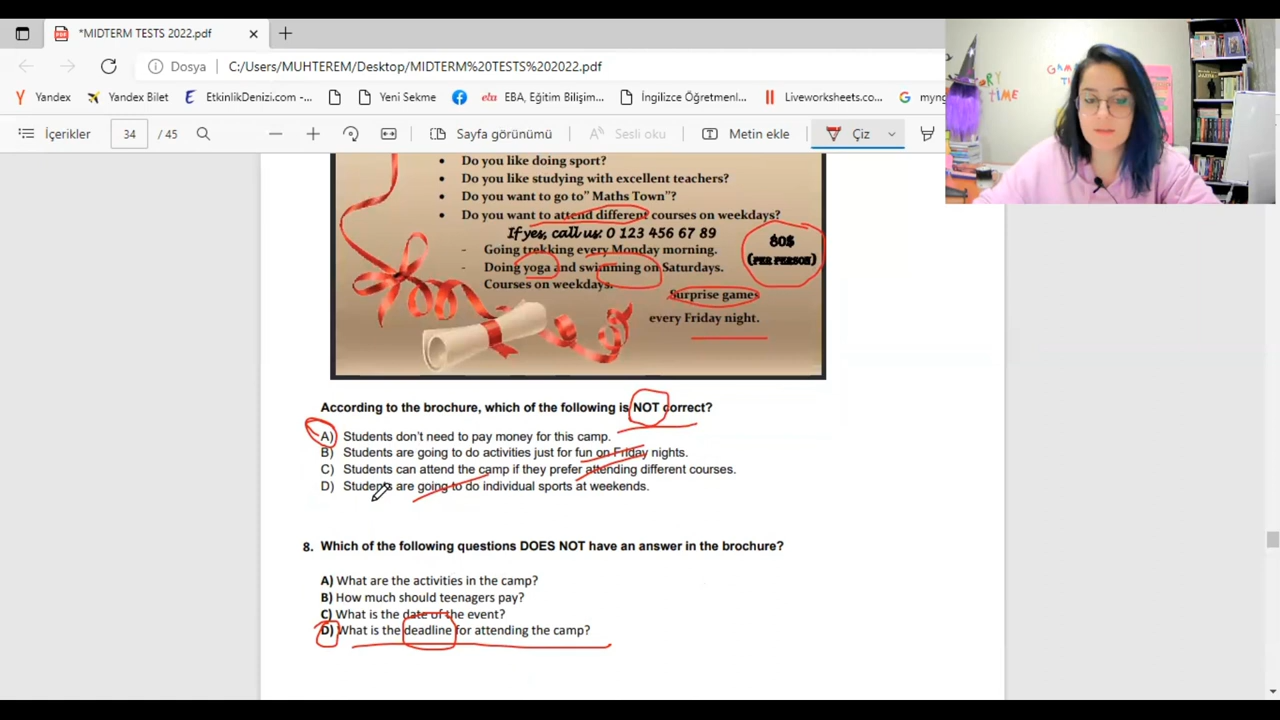 *MIDTERM TESTS 2022.pdf
Dosya C:/Users/MUHTEREM/Desktop/MIDTERM%20TESTS%202022.pdf
Yandex Yandex Bilet EtkinlikDenizi.com -... Yeni Sekme EBA, Eğitim Bilişim... İngilizce Öğretmenl... Liveworksheets.co... myng
İçerikler 34 / 45 Sayfa görünümü Sesli oku Metin ekle Çiz
TIME
• Do you like doing sport?
• Do you like studying with excellent teachers?
• Do you want to go to" Maths Town"?
• Do you want to attend different courses on weekdays?
If yes, call us: 0 123 456 67 89
80$
(PER PERSON)
- Going trekking every Monday morning.
- Doing yoga and swimming on Saturdays.
Courses on weekdays.
Surprise games
every Friday night.
According to the brochure, which of the following is NOT correct?
A) Students don't need to pay money for this camp.
B) Students are going to do activities just for fun on Friday nights.
C) Students can attend the camp if they prefer attending different courses.
D) Students are going to do individual sports at weekends.
8. Which of the following questions DOES NOT have an answer in the brochure?
A) What are the activities in the camp?
B) How much should teenagers pay?
C) What is the date of the event?
D) What is the deadline for attending the camp?